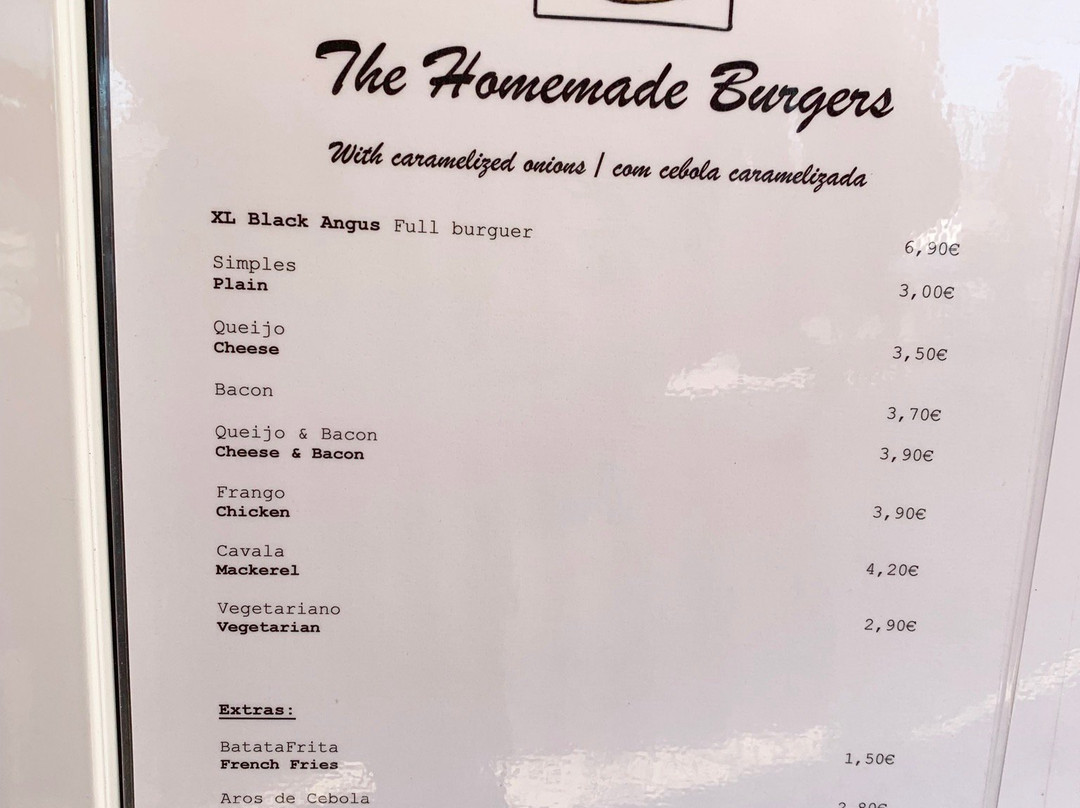 The Homemade Burgers
With caramelized onions / com cebola caramelizada
XL Black Angus Full burguer 6,90€
Simples
Plain 3,00€
Queijo
Cheese 3,50€
Bacon 3,70€
Queijo & Bacon
Cheese & Bacon 3,90€
Frango
Chicken 3,90€
Cavala
Mackerel 4,20€
Vegetariano
Vegetarian 2,90€
Extras:
BatataFrita
French Fries 1,50€
Aros de Cebola